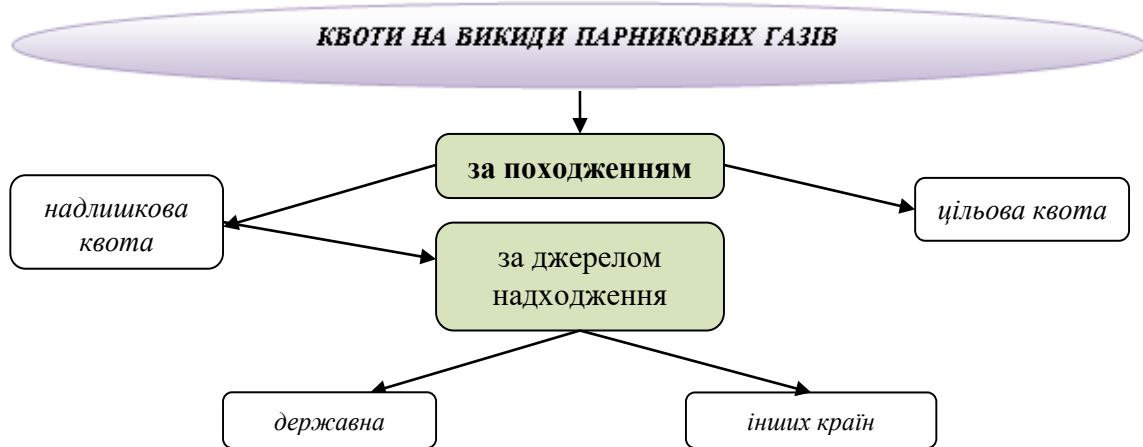 КВОТИ НА ВИКИДИ ПАРНИКОВИХ ГАЗІВ
за походженням
надлишкова
квота
цільова квота
за джерелом
надходження
державна
інших країн